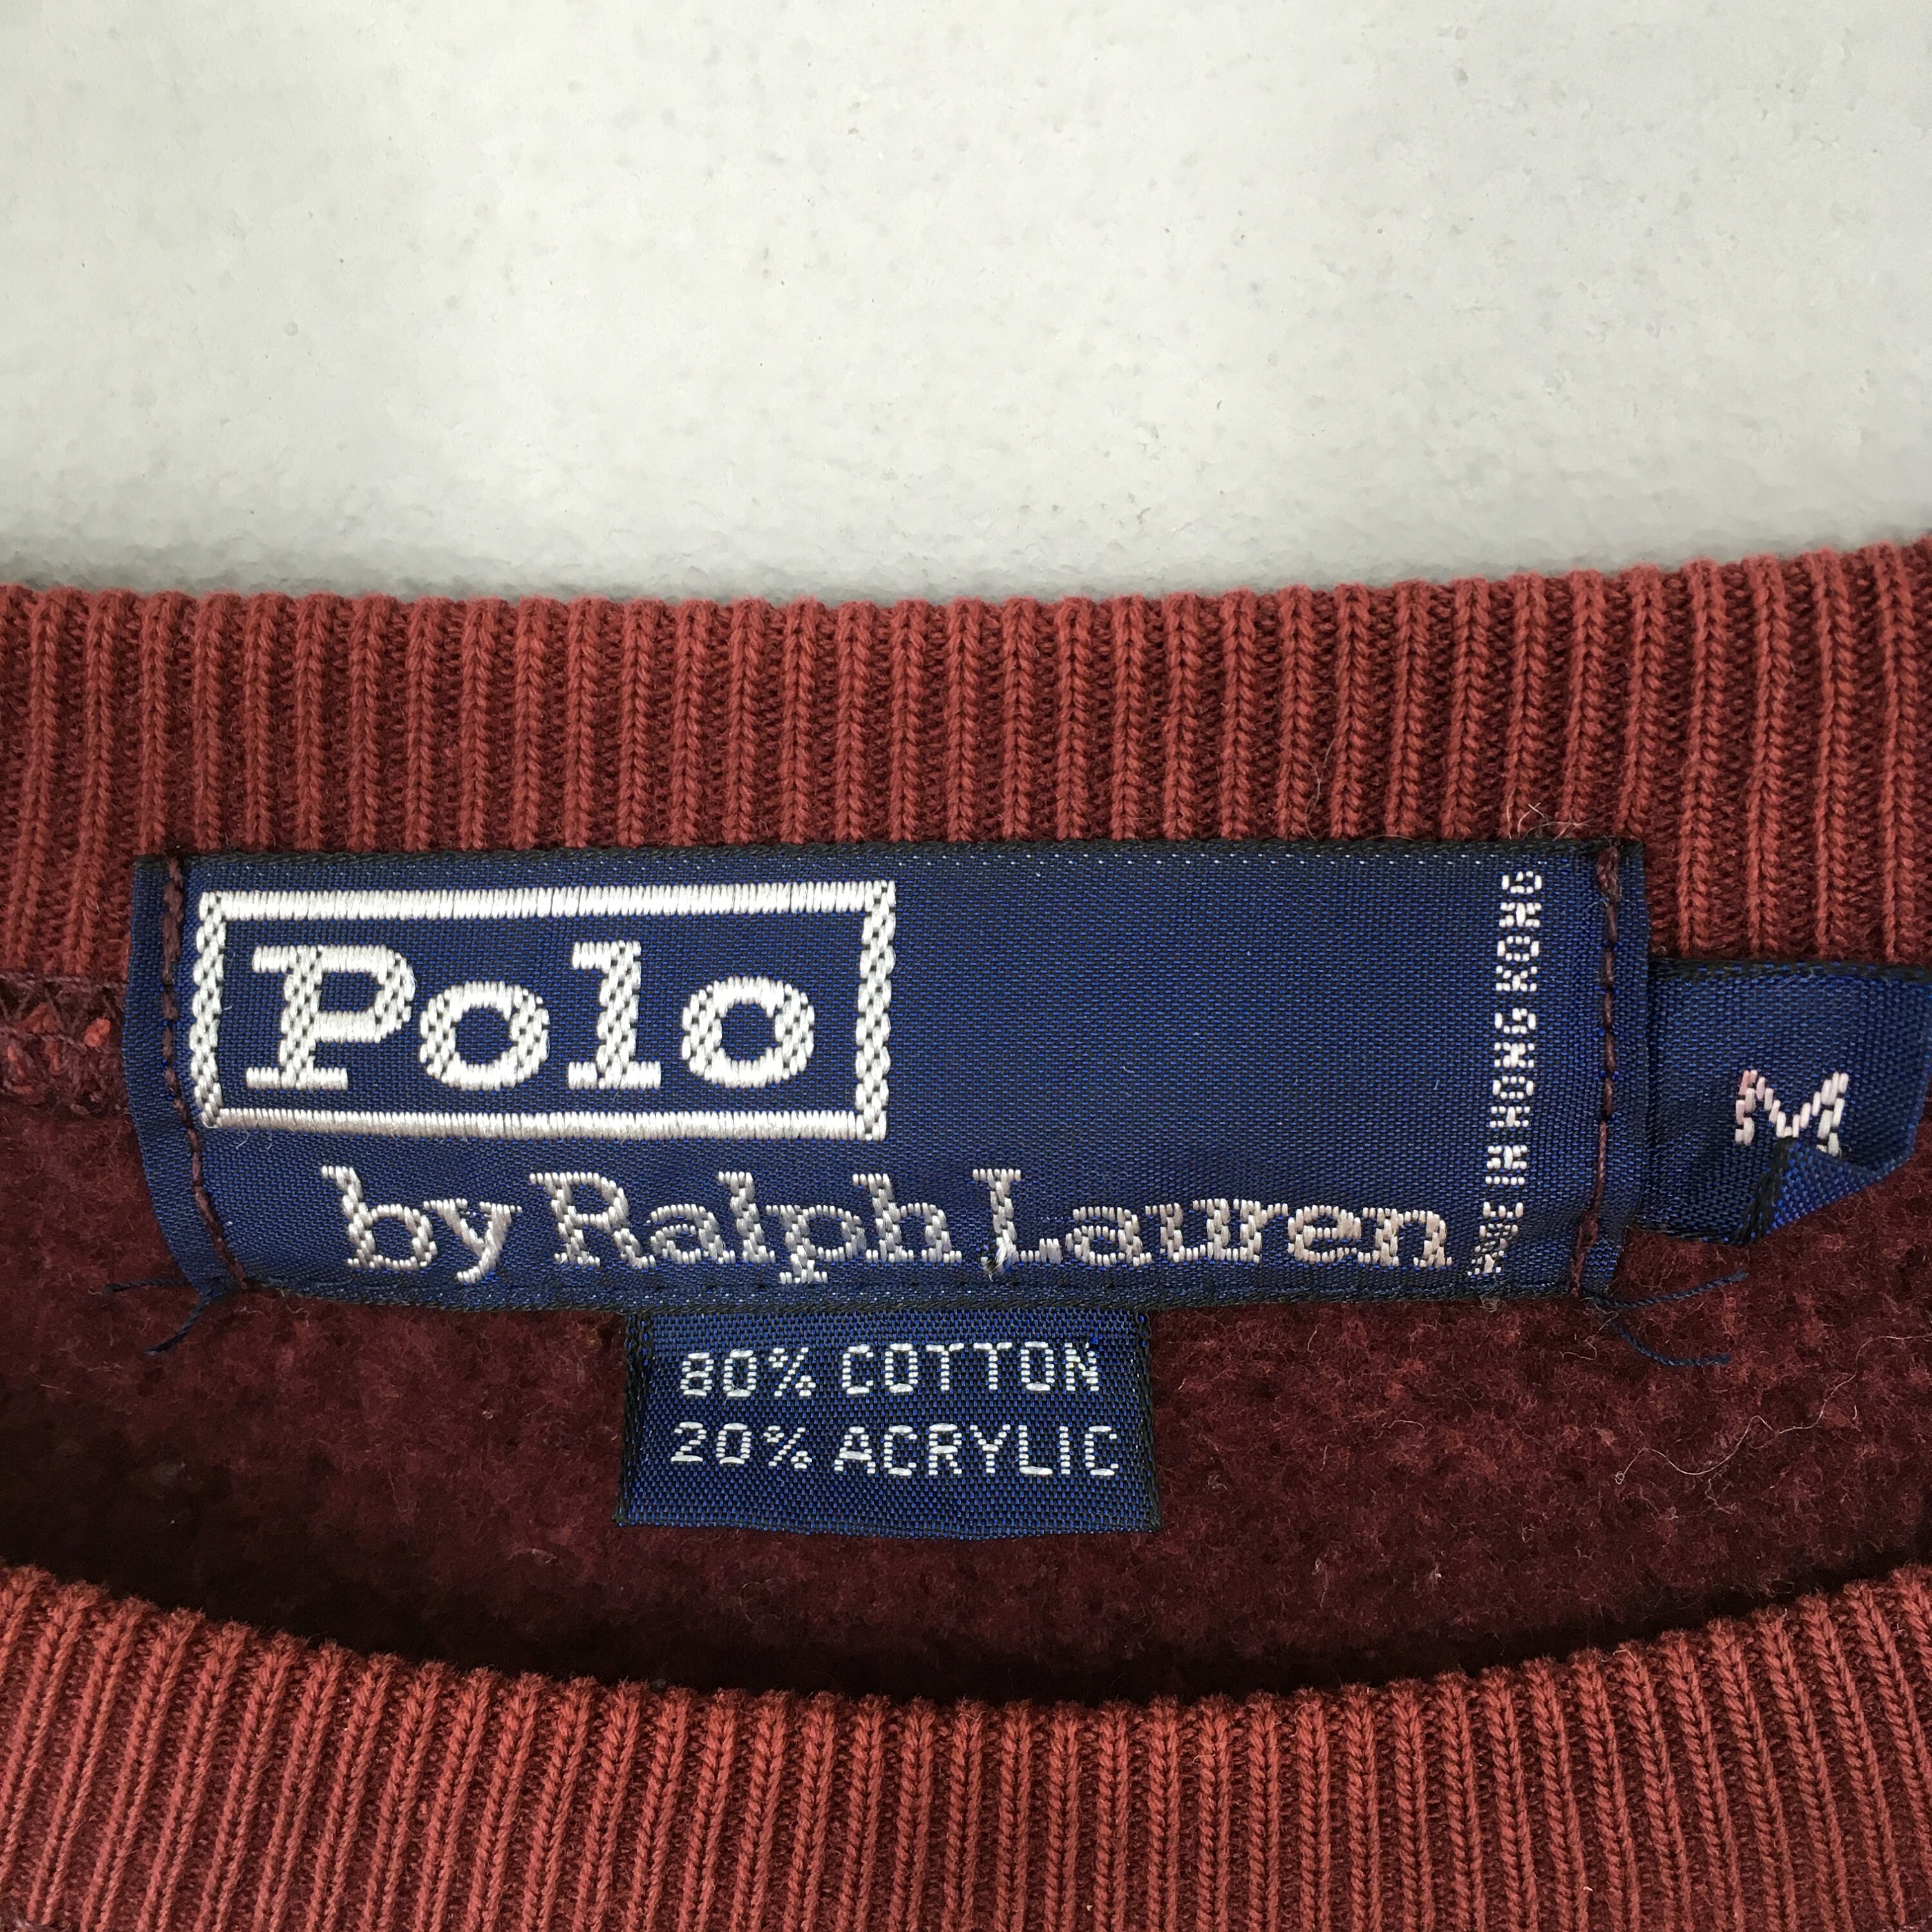 Polo
by Ralph Lauren
MADE IN HONG KONG
M
80% COTTON
20% ACRYLIC